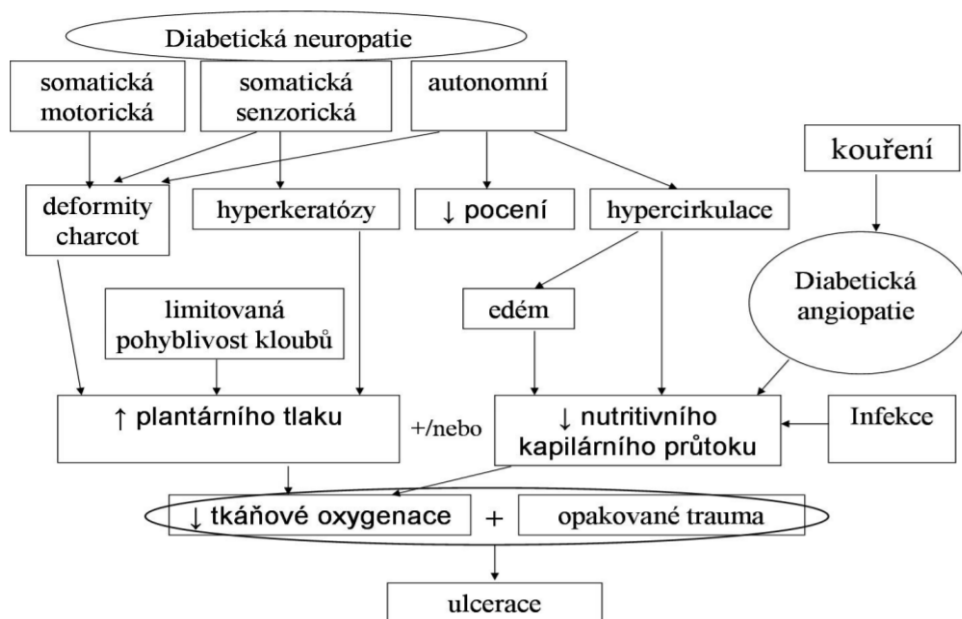 Diabetická neuropatie
somatická
motorická
somatická
senzorická
autonomní
kouření
deformity
charcot
hyperkeratózy
↓ pocení
hypercirkulace
Diabetická
angiopatie
limitovaná
pohyblivost kloubů
edém
↑ plantárního tlaku
+/nebo
↓ nutritivního
kapilárního průtoku
Infekce
↓ tkáňové oxygenace
+
opakované trauma
ulcerace